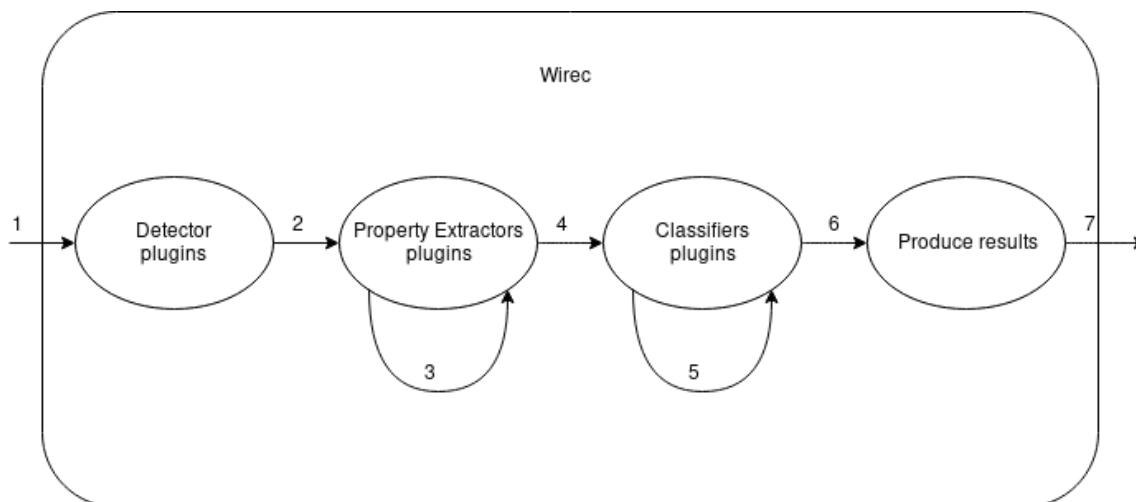 Wirec
1
Detector
plugins
2
Property Extractors
plugins
3
4
Classifiers
plugins
5
6
Produce results
7